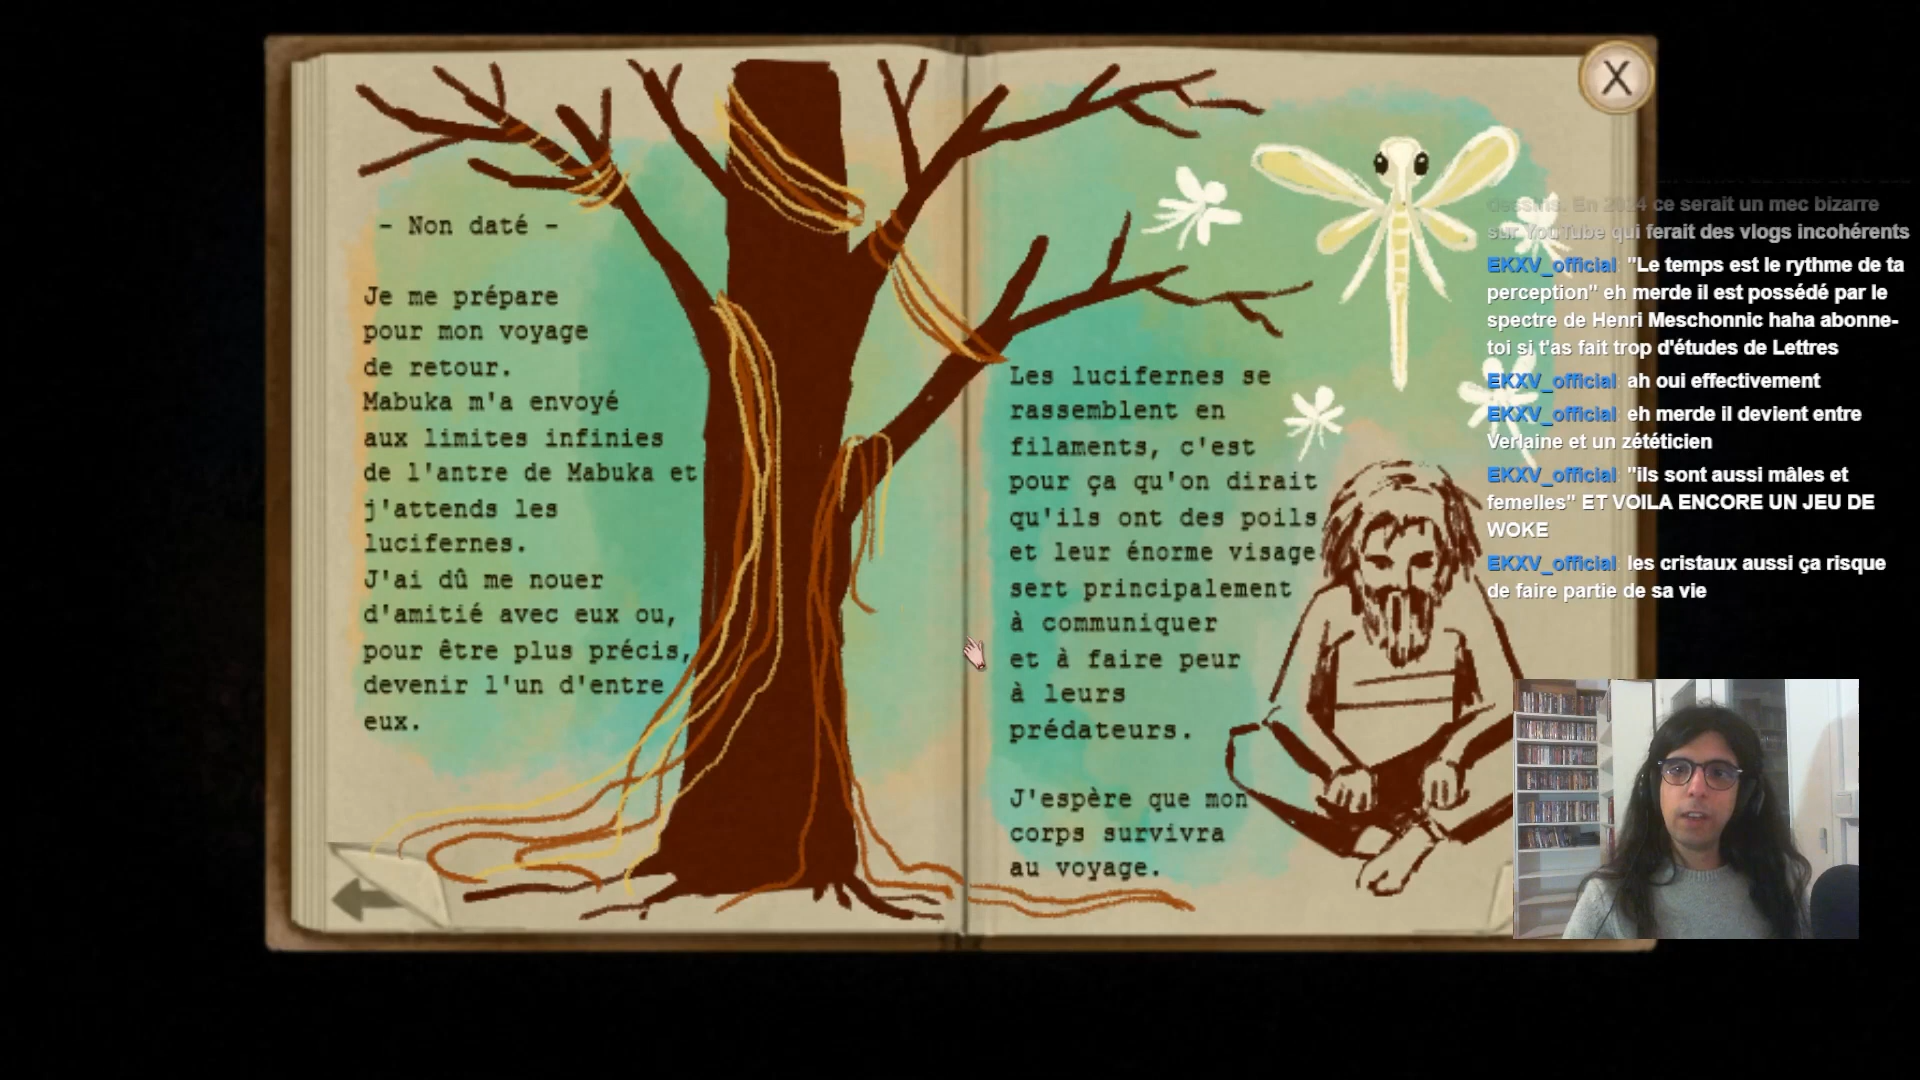 - Non daté -
Je me prépare
pour mon voyage
de retour.
Mabuka m'a envoyé
aux limites infinies
de l'antre de Mabuka et
j'attends les
lucifernes.
J'ai dû me nouer
d'amitié avec eux ou,
pour être plus précis,
devenir l'un d'entre
eux.
Les lucifernes se
rassemblent en
filaments, c'est
pour ça qu'on dirait
qu'ils ont des poils
et leur énorme visage
sert principalement
à communiquer
et à faire peur
à leurs
prédateurs.
J'espère que mon
corps survivra
au voyage.
X
dessins. En 2024 ce serait un mec bizarre
sur YouTube qui ferait des vlogs incohérents
EKXV_official "Le temps est le rythme de ta
perception" eh merde il est possédé par le
spectre de Henri Meschonnic haha abonne-
toi si t'as fait trop d'études de Lettres
EKXV_official ah oui effectivement
EKXV_official eh merde il devient entre
Verlaine et un zététicien
EKXV_official "ils sont aussi mâles et
femelles" ET VOILA ENCORE UN JEU DE
WOKE
EKXV_official les cristaux aussi ça risque
de faire partie de sa vie